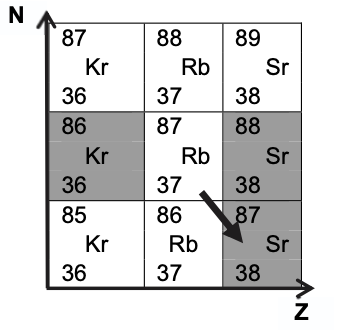 N
87 88 89
Kr Rb Sr
36 37 38
86 87 88
Kr Rb Sr
36 37 38
85 86 87
Kr Rb Sr
36 37 38
Z